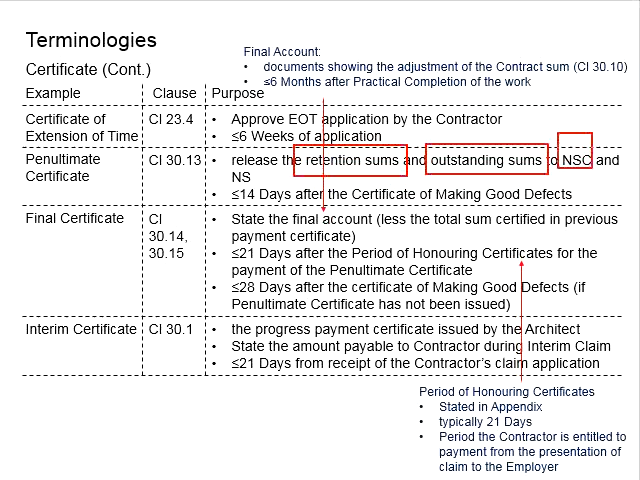 Terminologies
Final Account:
• documents showing the adjustment of the Contract sum (Cl 30.10)
• ≤6 Months after Practical Completion of the work
Certificate (Cont.)
Example Clause Purpose
Certificate of Extension of Time Cl 23.4
• Approve EOT application by the Contractor
• ≤6 Weeks of application
Penultimate Certificate Cl 30.13
• release the retention sums and outstanding sums to NSC and
NS
• ≤14 Days after the Certificate of Making Good Defects
Final Certificate Cl 30.14, 30.15
• State the final account (less the total sum certified in previous
payment certificate)
• ≤21 Days after the Period of Honouring Certificates for the
payment of the Penultimate Certificate
• ≤28 Days after the certificate of Making Good Defects (if
Penultimate Certificate has not been issued)
Interim Certificate Cl 30.1
• the progress payment certificate issued by the Architect
• State the amount payable to Contractor during Interim Claim
• ≤21 Days from receipt of the Contractor's claim application
Period of Honouring Certificates
• Stated in Appendix
• typically 21 Days
• Period the Contractor is entitled to
payment from the presentation of
claim to the Employer